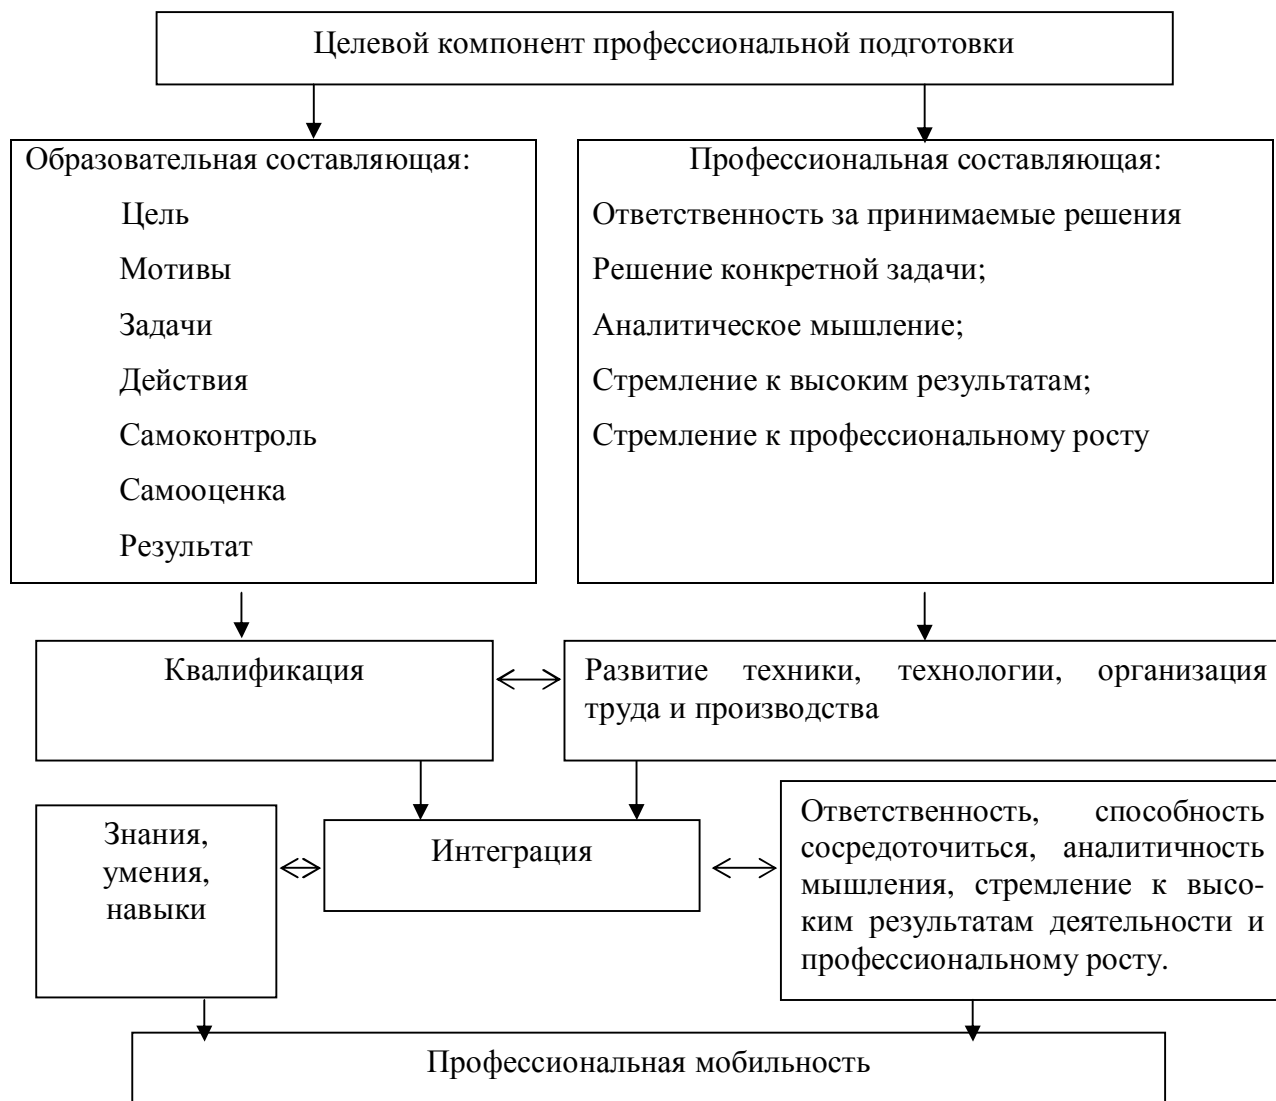 Целевой компонент профессиональной подготовки
Образовательная составляющая:
Цель
Мотивы
Задачи
Действия
Самоконтроль
Самооценка
Результат
Профессиональная составляющая:
Ответственность за принимаемые решения
Решение конкретной задачи;
Аналитическое мышление;
Стремление к высоким результатам;
Стремление к профессиональному росту
Квалификация
Развитие техники, технологии, организация
труда и производства
Знания,
умения,
навыки
Интеграция
Ответственность, способность
сосредоточиться, аналитичность
мышления, стремление к высо-
ким результатам деятельности и
профессиональному росту.
Профессиональная мобильность